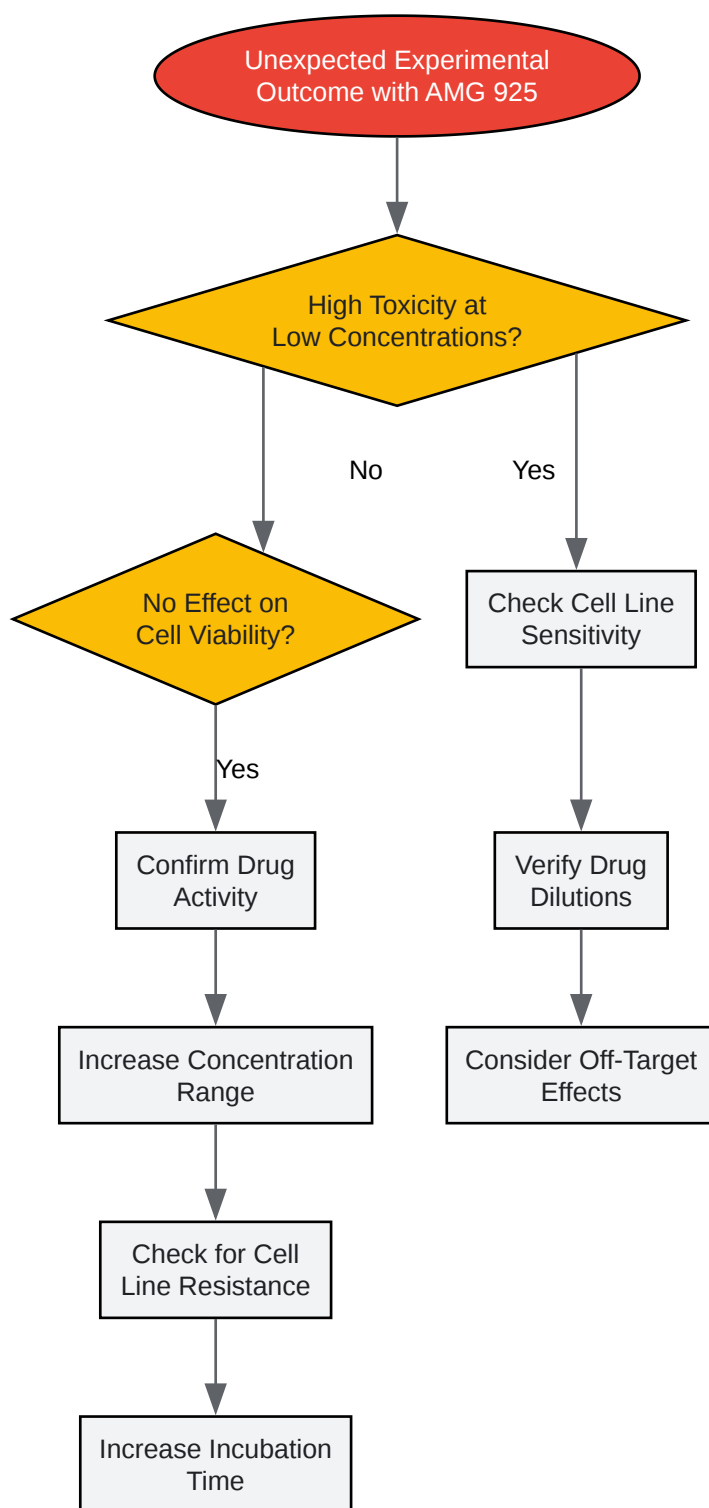 Unexpected Experimental
Outcome with AMG 925
High Toxicity at
Low Concentrations?
No
Yes
No Effect on
Cell Viability?
Check Cell Line
Sensitivity
Yes
Confirm Drug
Activity
Verify Drug
Dilutions
Increase Concentration
Range
Consider Off-Target
Effects
Check for Cell
Line Resistance
Increase Incubation
Time